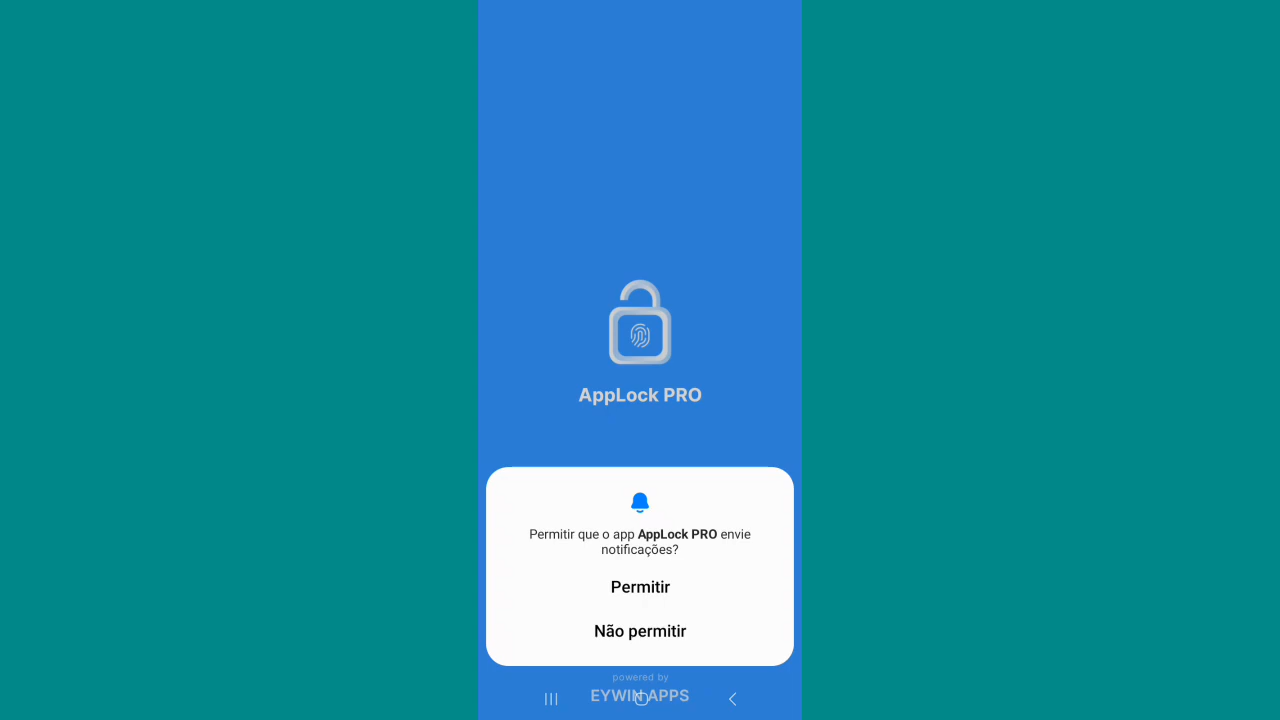 AppLock PRO
Permitir que o app AppLock PRO envie
notificações?
Permitir
Não permitir
powered by
EYWIN APPS